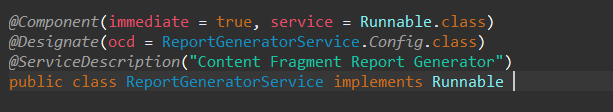 @Component(immediate = true, service = Runnable.class)
@Designate(ocd = ReportGeneratorService.Config.class)
@ServiceDescription("Content Fragment Report Generator")
public class ReportGeneratorService implements Runnable